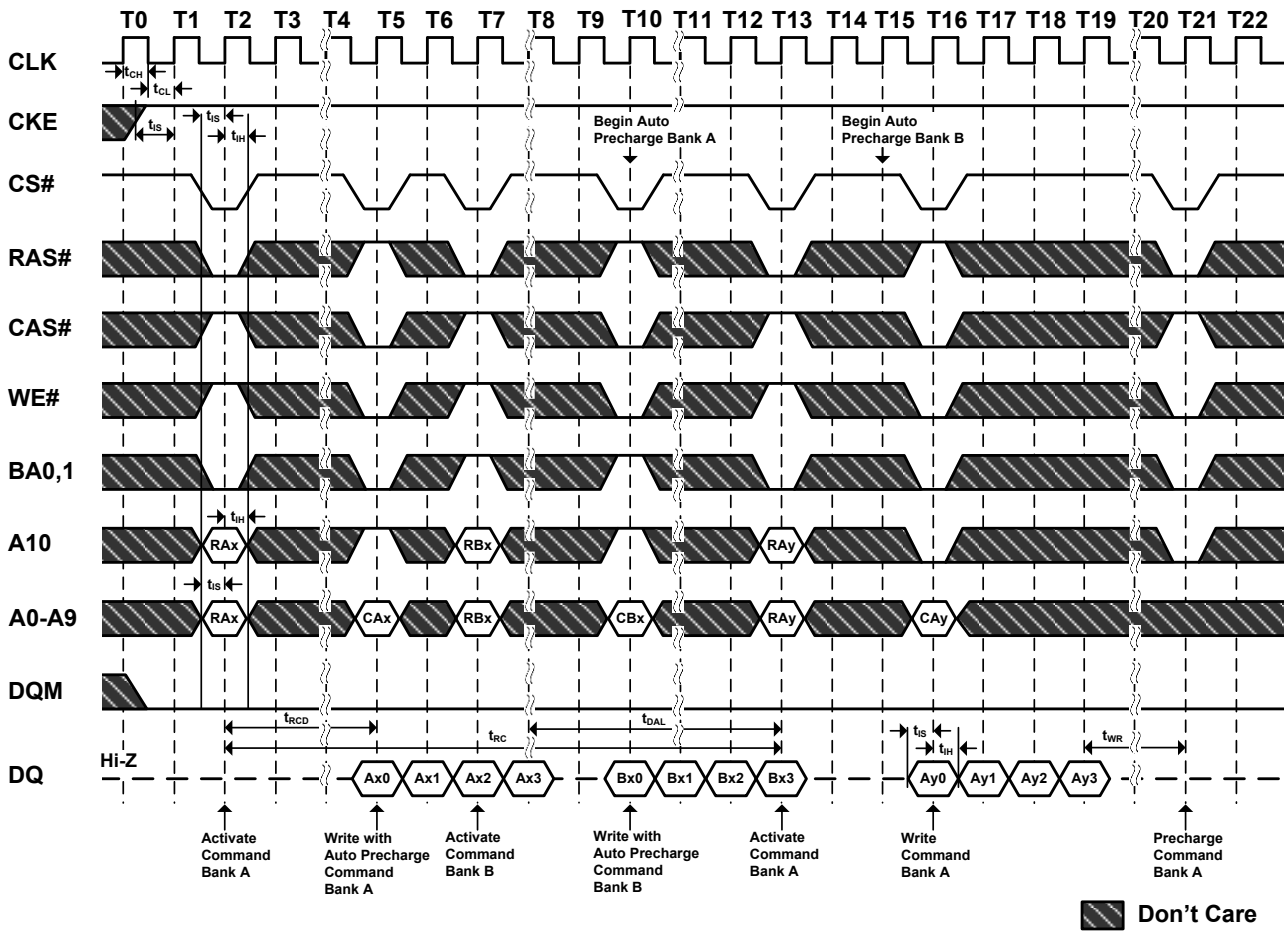 T0 T1 T2 T3 T4 T5 T6 T7 T8 T9 T10 T11 T12 T13 T14 T15 T16 T17 T18 T19 T20 T21 T22
CLK
tCH
tCL
CKE
tIS
tIS
tIH
Begin Auto
Precharge Bank A
Begin Auto
Precharge Bank B
CS#
RAS#
CAS#
WE#
BA0,1
tIH
A10
RAx RBx RAy
tIS
A0-A9
RAx CAx RBx CBx RAy CAy
DQM
tRCD
tDAL
tRC
tIS
tIH
tWR
Hi-Z
DQ
Ax0 Ax1 Ax2 Ax3 Bx0 Bx1 Bx2 Bx3 Ay0 Ay1 Ay2 Ay3
Activate
Command
Bank A
Write with
Auto Precharge
Command
Bank A
Activate
Command
Bank B
Write with
Auto Precharge
Command
Bank B
Activate
Command
Bank A
Write
Command
Bank A
Precharge
Command
Bank A
Don't Care